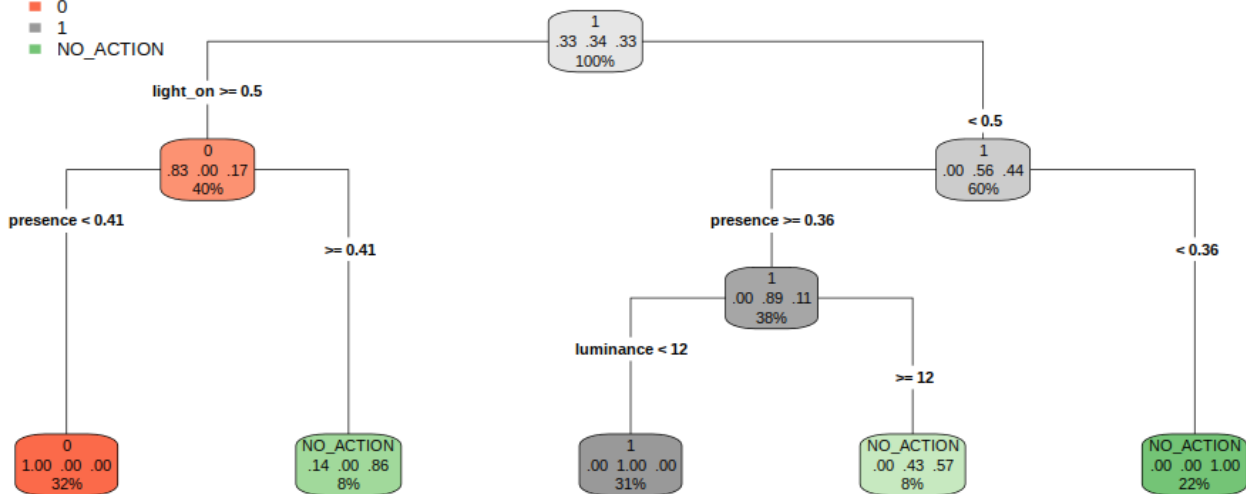 0
1
NO_ACTION
1
.33 .34 .33
100%
light_on >= 0.5
< 0.5
0
.83 .00 .17
40%
1
.00 .56 .44
60%
presence < 0.41
>= 0.41
presence >= 0.36
< 0.36
1
.00 .89 .11
38%
luminance < 12
>= 12
0
1.00 .00 .00
32%
NO_ACTION
.14 .00 .86
8%
1
.00 1.00 .00
31%
NO_ACTION
.00 .43 .57
8%
NO_ACTION
.00 .00 1.00
22%